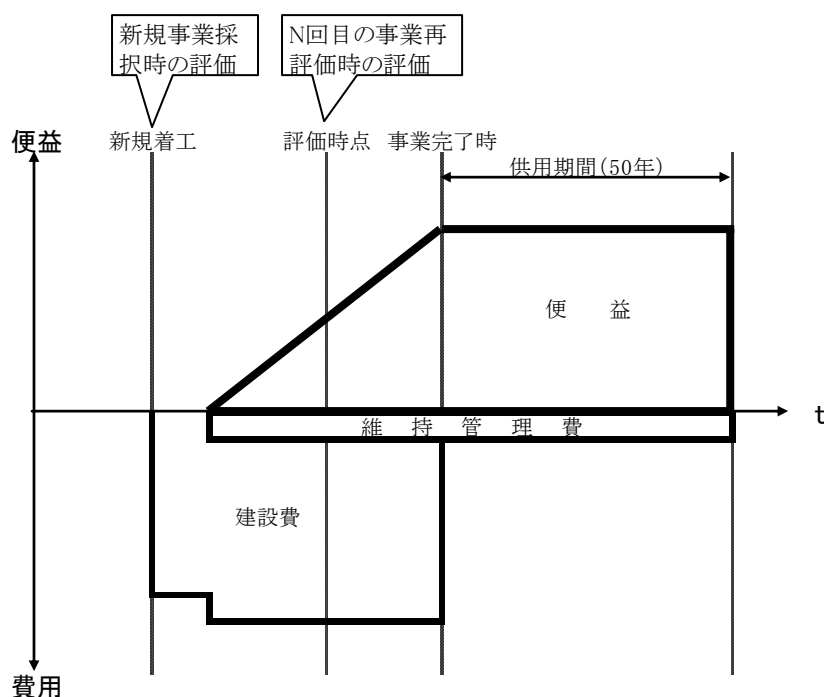 新規事業採
択時の評価
N回目の事業再
評価時の評価
便益
新規着工
評価時点
事業完了時
供用期間(50年)
便　益
t
維　持　管　理　費
建設費
費用